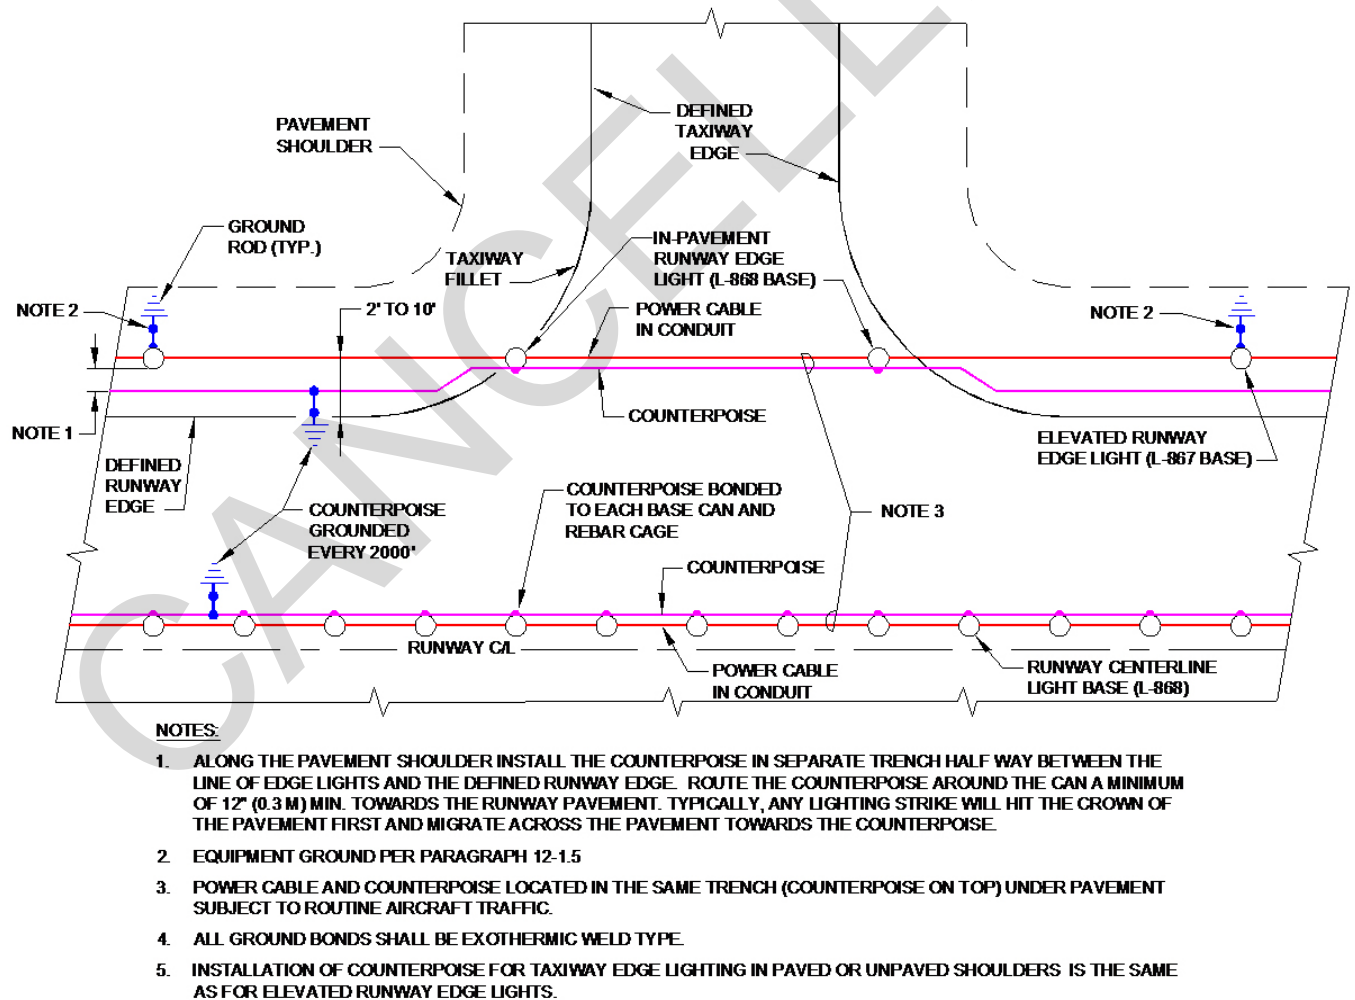 CANCELL
DEFINED
TAXIWAY
EDGE
PAVEMENT
SHOULDER
GROUND
ROD (TYP.)
TAXIWAY
FILLET
IN-PAVEMENT
RUNWAY EDGE
LIGHT (L-868 BASE)
NOTE 2
2' TO 10'
POWER CABLE
IN CONDUIT
NOTE 2
COUNTERPOISE
NOTE 1
ELEVATED RUNWAY
EDGE LIGHT (L-867 BASE)
DEFINED
RUNWAY
EDGE
COUNTERPOISE
GROUNDED
EVERY 2000'
COUNTERPOISE BONDED
TO EACH BASE CAN AND
REBAR CAGE
NOTE 3
COUNTERPOISE
RUNWAY C/L
POWER CABLE
IN CONDUIT
RUNWAY CENTERLINE
LIGHT BASE (L-868)
NOTES:
1. ALONG THE PAVEMENT SHOULDER INSTALL THE COUNTERPOISE IN SEPARATE TRENCH HALF WAY BETWEEN THE
LINE OF EDGE LIGHTS AND THE DEFINED RUNWAY EDGE. ROUTE THE COUNTERPOISE AROUND THE CAN A MINIMUM
OF 12" (0.3 M) MIN. TOWARDS THE RUNWAY PAVEMENT. TYPICALLY, ANY LIGHTING STRIKE WILL HIT THE CROWN OF
THE PAVEMENT FIRST AND MIGRATE ACROSS THE PAVEMENT TOWARDS THE COUNTERPOISE.
2. EQUIPMENT GROUND PER PARAGRAPH 12-1.5
3. POWER CABLE AND COUNTERPOISE LOCATED IN THE SAME TRENCH (COUNTERPOISE ON TOP) UNDER PAVEMENT
SUBJECT TO ROUTINE AIRCRAFT TRAFFIC.
4. ALL GROUND BONDS SHALL BE EXOTHERMIC WELD TYPE.
5. INSTALLATION OF COUNTERPOISE FOR TAXIWAY EDGE LIGHTING IN PAVED OR UNPAVED SHOULDERS IS THE SAME
AS FOR ELEVATED RUNWAY EDGE LIGHTS.